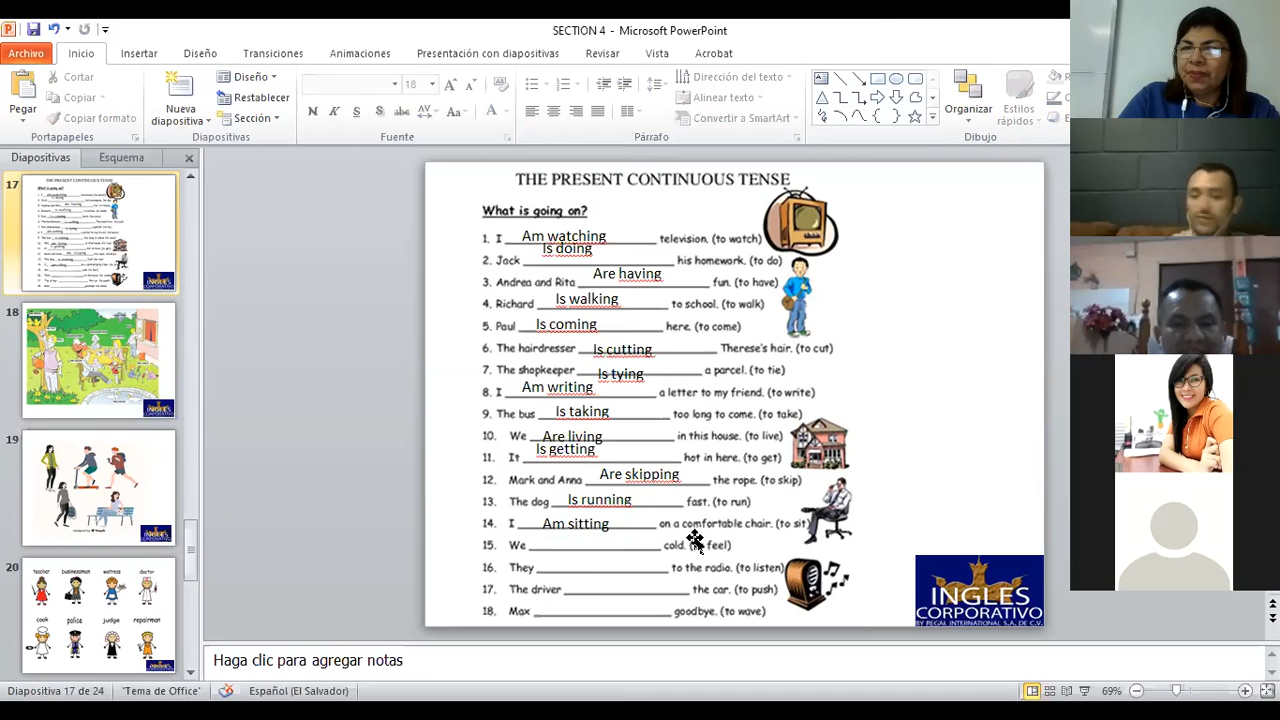 SECTION 4 - Microsoft PowerPoint
Archivo Inicio Insertar Diseño Transiciones Animaciones Presentación con diapositivas Revisar Vista Acrobat
Pegar
Cortar
Copiar
Copiar formato
Portapapeles
Nueva
diapositiva
Diseño
Restablecer
Sección
Diapositivas
18
Fuente
Dirección del texto
Alinear texto
Convertir a SmartArt
Párrafo
Organizar
Estilos
rápidos
Dibujo
Diapositivas Esquema
17
18
19
20
teacher businessman waitress doctor
cook police judge repairman
THE PRESENT CONTINUOUS TENSE
What is going on?
1. I Am watching television. (to watch)
2. Jack Is doing his homework. (to do)
3. Andrea and Rita Are having fun. (to have)
4. Richard Is walking to school. (to walk)
5. Paul Is coming here. (to come)
6. The hairdresser Is cutting Therese's hair. (to cut)
7. The shopkeeper Is tying a parcel. (to tie)
8. I Am writing a letter to my friend. (to write)
9. The bus Is taking too long to come. (to take)
10. We Are living in this house. (to live)
11. It Is getting hot in here. (to get)
12. Mark and Anna Are skipping the rope. (to skip)
13. The dog Is running fast. (to run)
14. I Am sitting on a comfortable chair. (to sit)
15. We cold. feel)
16. They to the radio. (to listen)
17. The driver the car. (to push)
18. Max goodbye. (to wave)
INGLES
CORPORATIVO
BY REGAL INTERNATIONAL S.A. DE C.V.
Haga clic para agregar notas
Diapositiva 17 de 24 "Tema de Office" Español (El Salvador) 69%